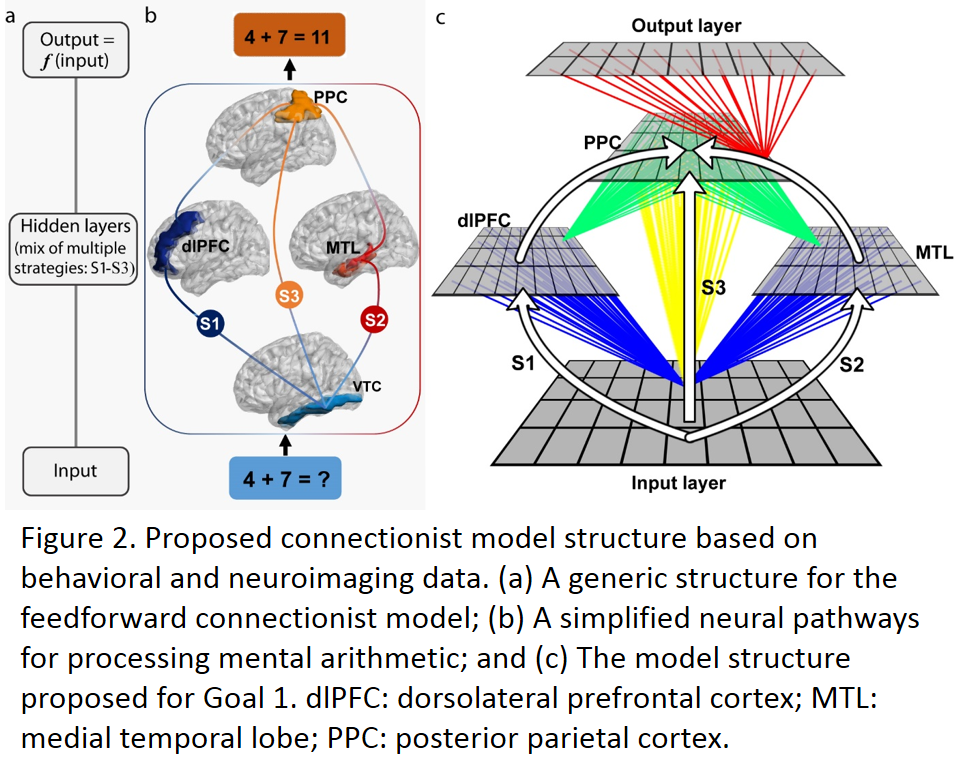 a
Output =
f (input)
Hidden layers
(mix of multiple
strategies: S1-S3)
Input
b
4 + 7 = 11
PPC
dlPFC
MTL
S3
S1
S2
VTC
4 + 7 = ?
c
Output layer
PPC
dlPFC
MTL
S3
S1
S2
Input layer
Figure 2. Proposed connectionist model structure based on
behavioral and neuroimaging data. (a) A generic structure for the
feedforward connectionist model; (b) A simplified neural pathways
for processing mental arithmetic; and (c) The model structure
proposed for Goal 1. dlPFC: dorsolateral prefrontal cortex; MTL:
medial temporal lobe; PPC: posterior parietal cortex.